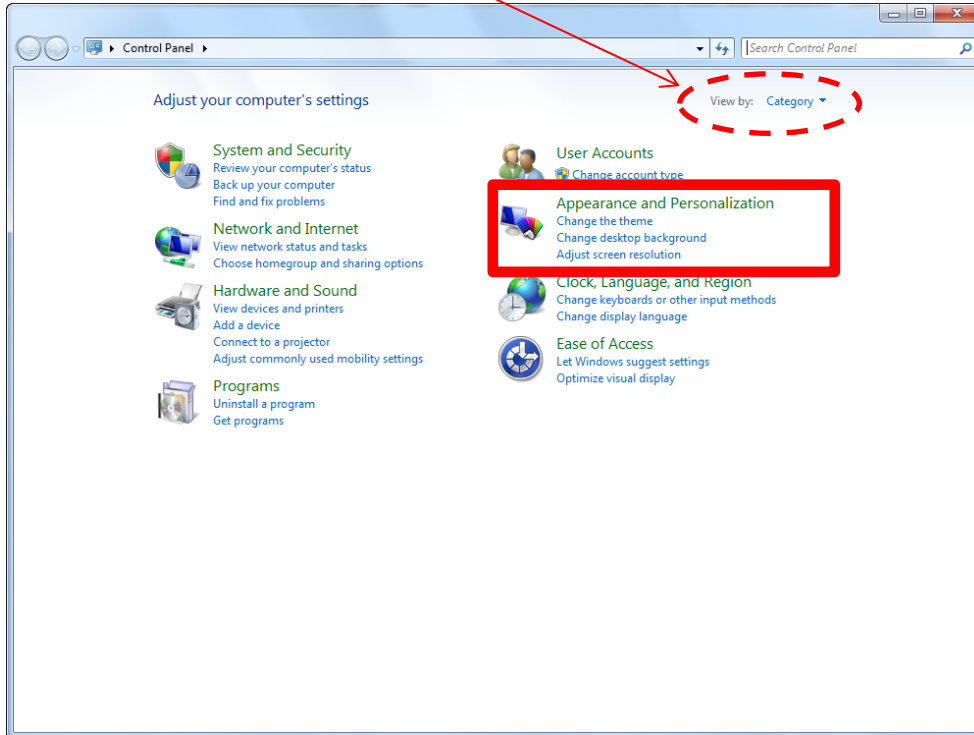 Control Panel
Search Control Panel
Adjust your computer's settings
View by: Category
System and Security
Review your computer's status
Back up your computer
Find and fix problems
Network and Internet
View network status and tasks
Choose homegroup and sharing options
Hardware and Sound
View devices and printers
Add a device
Connect to a projector
Adjust commonly used mobility settings
Programs
Uninstall a program
Get programs
User Accounts
Change account type
Appearance and Personalization
Change the theme
Change desktop background
Adjust screen resolution
Clock, Language, and Region
Change keyboards or other input methods
Change display language
Ease of Access
Let Windows suggest settings
Optimize visual display